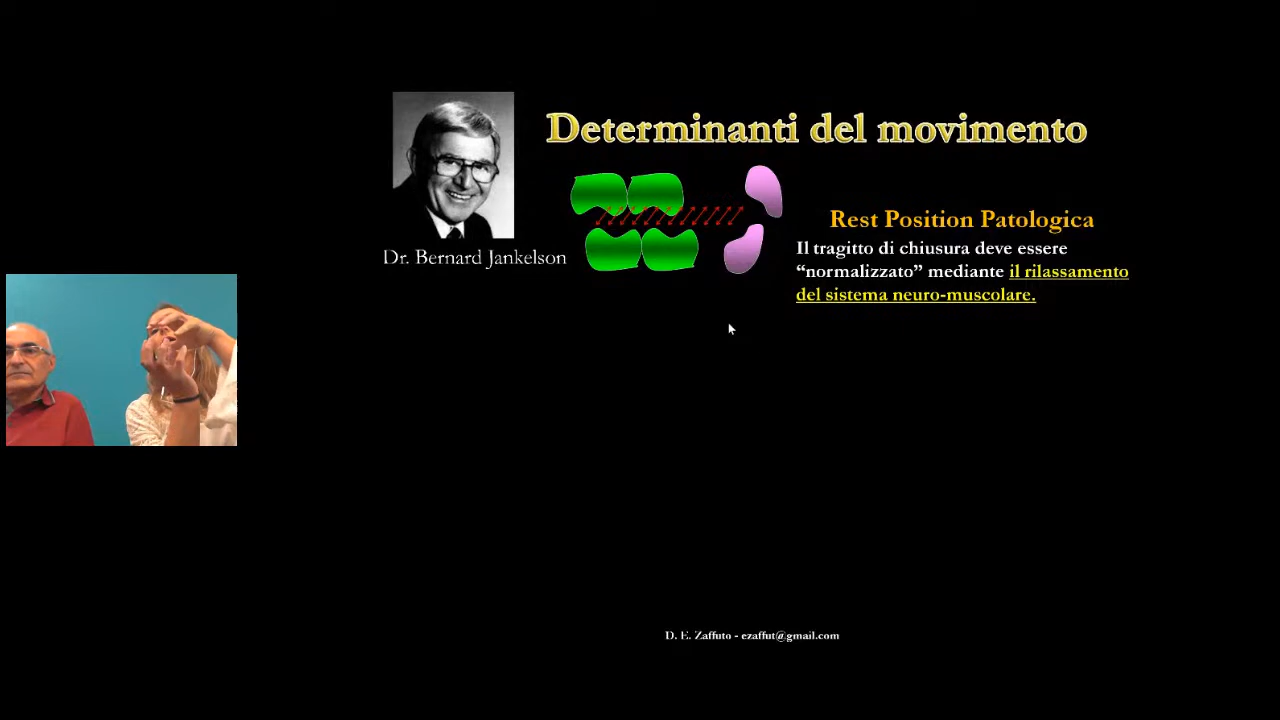 Determinanti del movimento
Dr. Bernard Jankelson
Rest Position Patologica
Il tragitto di chiusura deve essere
“normalizzato” mediante il rilassamento
del sistema neuro-muscolare.
D. E. Zaffuto - ezaffut@gmail.com